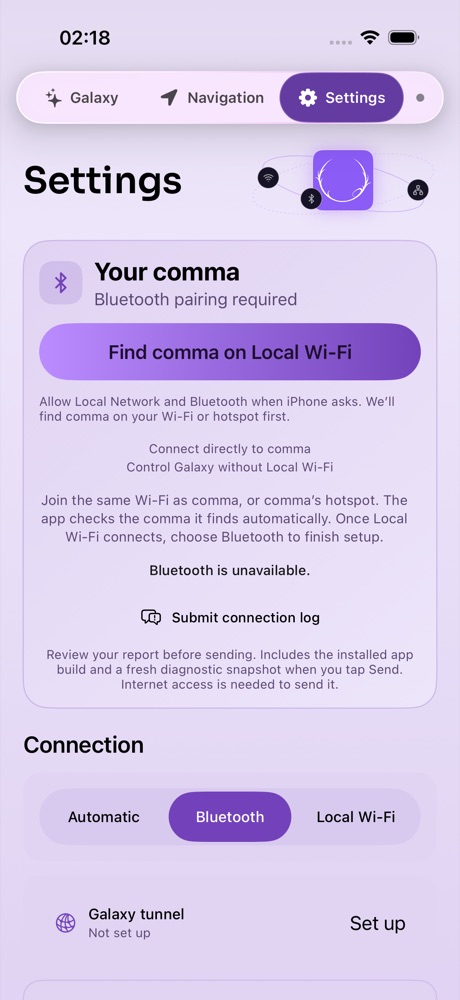 02:18
Galaxy
Navigation
Settings
Settings
Your comma
Bluetooth pairing required
Find comma on Local Wi-Fi
Allow Local Network and Bluetooth when iPhone asks. We’ll
find comma on your Wi-Fi or hotspot first.
Connect directly to comma
Control Galaxy without Local Wi-Fi
Join the same Wi-Fi as comma, or comma’s hotspot. The
app checks the comma it finds automatically. Once Local
Wi-Fi connects, choose Bluetooth to finish setup.
Bluetooth is unavailable.
Submit connection log
Review your report before sending. Includes the installed app
build and a fresh diagnostic snapshot when you tap Send.
Internet access is needed to send it.
Connection
Automatic
Bluetooth
Local Wi-Fi
Galaxy tunnel
Not set up
Set up